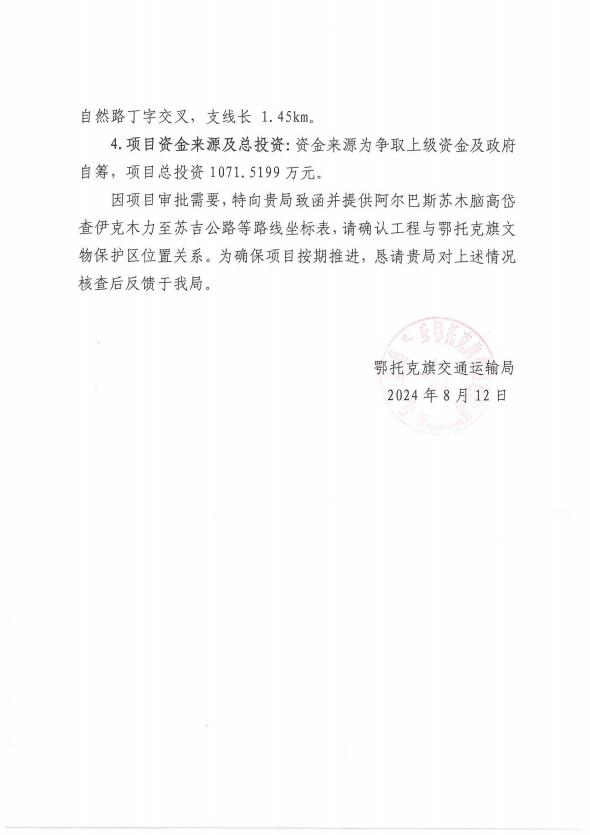 自然路丁字交叉，支线长 1.45km。
4.项目资金来源及总投资：资金来源为争取上级资金及政府
自筹，项目总投资 1071.5199 万元。
因项目审批需要，特向贵局致函并提供阿尔巴斯苏木脑高岱
查伊克木力至苏吉公路等路线坐标表，请确认工程与鄂托克旗文
物保护区位置关系。为确保项目按期推进，恳请贵局对上述情况
核查后反馈于我局。
鄂托克旗交通运输局
2024 年 8 月 12 日